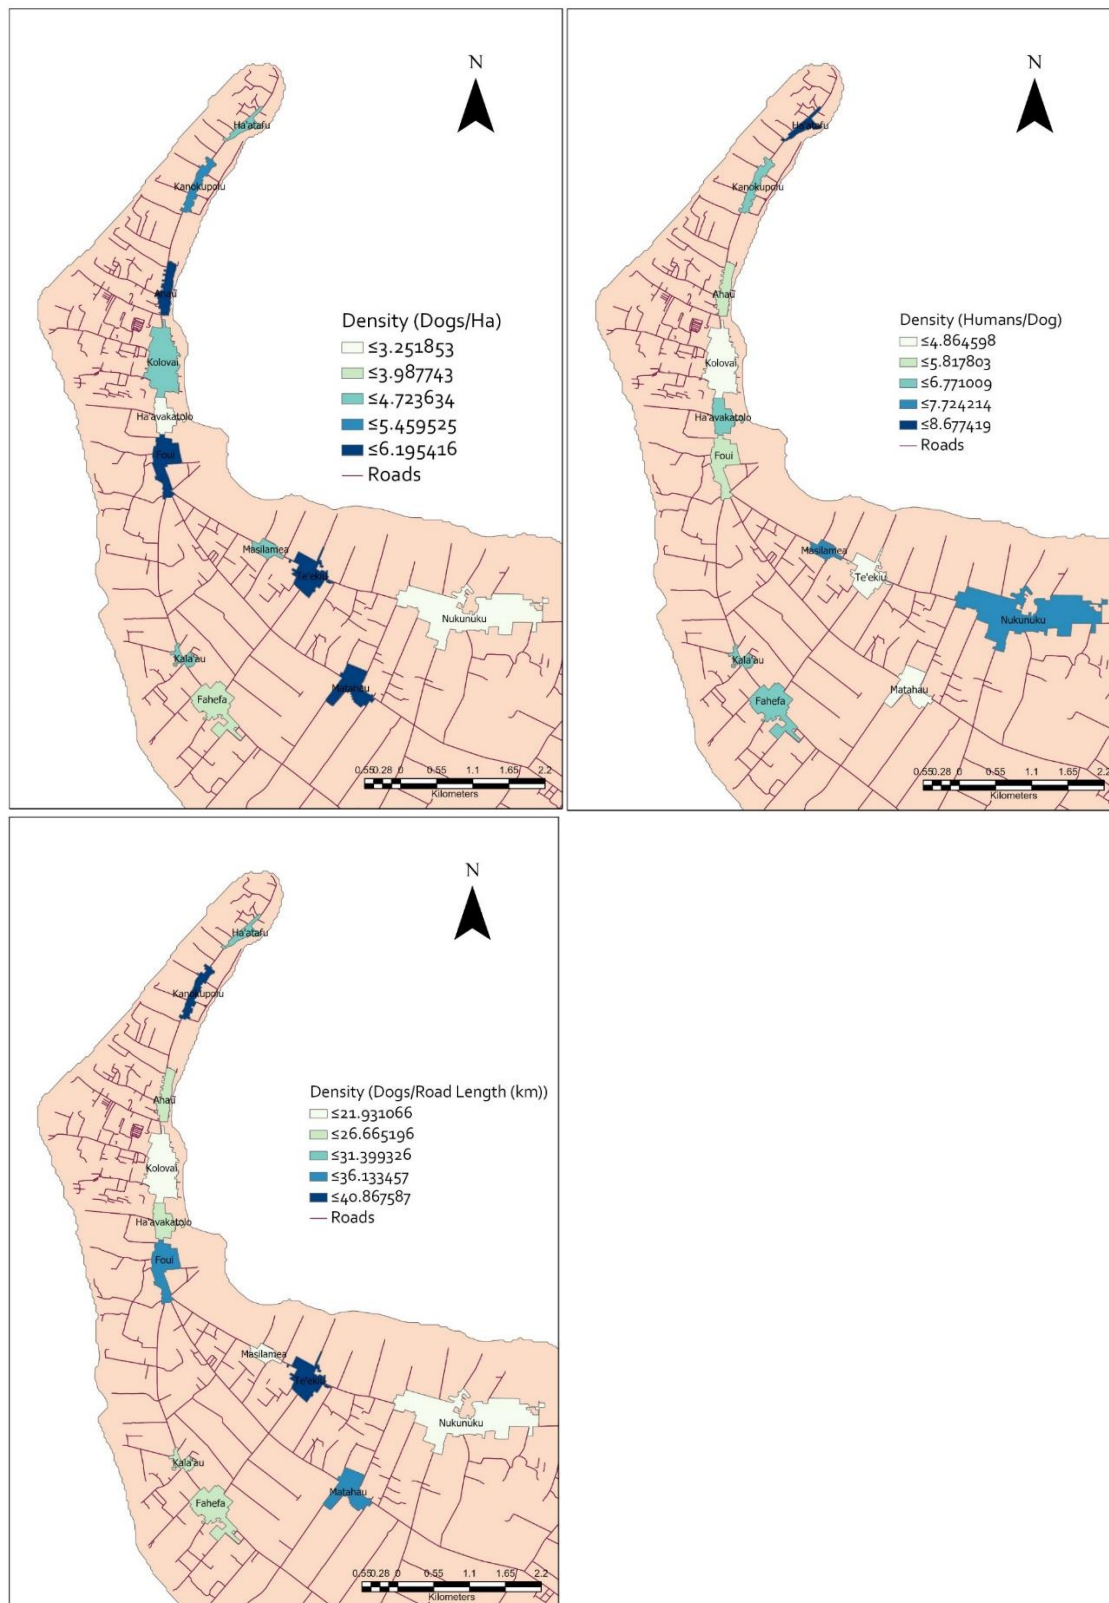 N
Ha'atafu
Kanokupolu
Ahau
Density (Dogs/Ha)
≤3.251853
≤3.987743
≤4.723634
≤5.459525
≤6.195416
Roads
Kolovai
Ha'avakatolo
Foui
Masilamea
Te'ekiu
Nukunuku
Kala'au
Fahefa
Matahau
0.55 0.28 0 0.55 1.1 1.65 2.2
Kilometers
N
Ha'atafu
Kanokupolu
Ahau
Density (Humans/Dog)
≤4.864598
≤5.817803
≤6.771009
≤7.724214
≤8.677419
Roads
Kolovai
Ha'avakatolo
Foui
Masilamea
Te'ekiu
Nukunuku
Kala'au
Fahefa
Matahau
0.55 0.28 0 0.55 1.1 1.65 2.2
Kilometers
N
Ha'atafu
Kanokupolu
Ahau
Density (Dogs/Road Length (km))
≤21.931066
≤26.665196
≤31.399326
≤36.133457
≤40.867587
Roads
Kolovai
Ha'avakatolo
Foui
Masilamea
Te'ekiu
Nukunuku
Kala'au
Fahefa
Matahau
0.55 0.28 0 0.55 1.1 1.65 2.2
Kilometers